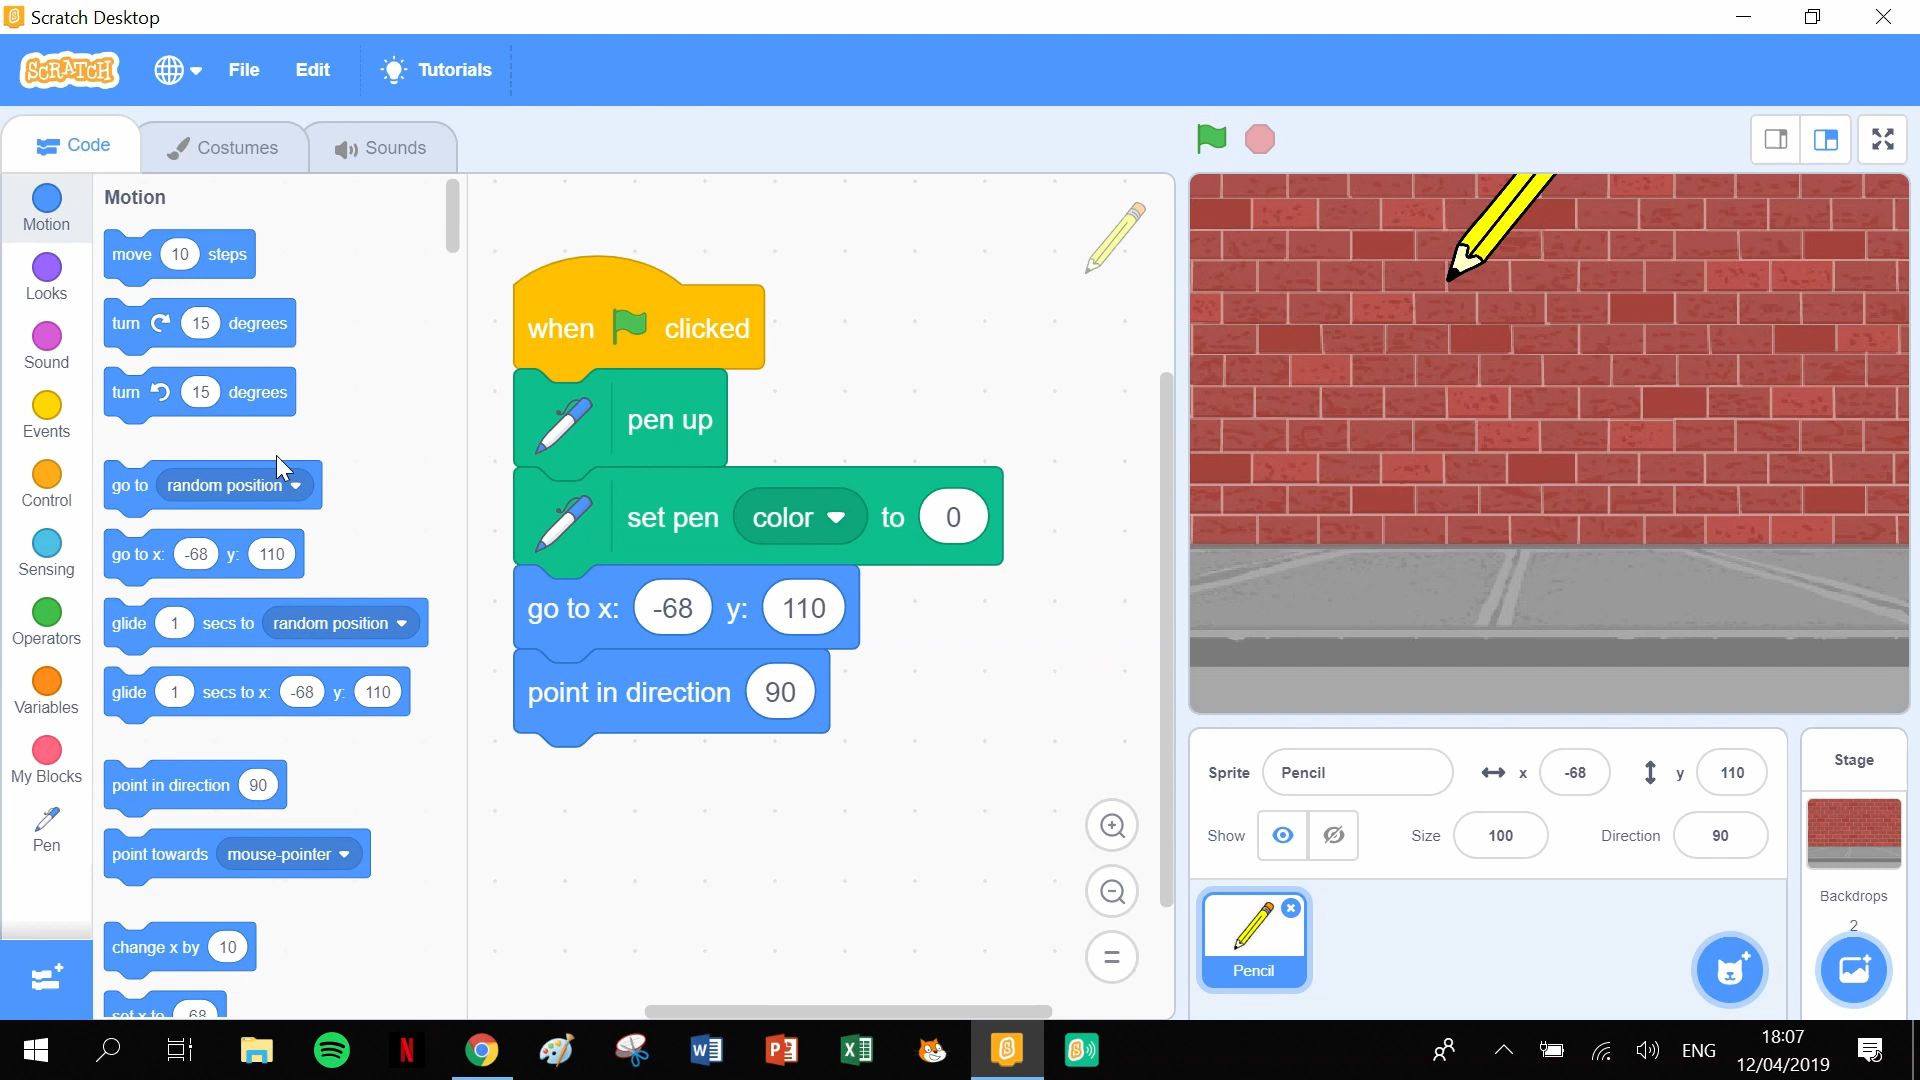 Scratch Desktop
SCRATCH File Edit Tutorials
Code Costumes Sounds
Motion
Looks
Sound
Events
Control
Sensing
Operators
Variables
My Blocks
Pen
Motion
move 10 steps
turn 15 degrees
turn 15 degrees
go to random position
go to x: -68 y: 110
glide 1 secs to random position
glide 1 secs to x: -68 y: 110
point in direction 90
point towards mouse-pointer
change x by 10
set x to -68
when clicked
pen up
set pen color to 0
go to x: -68 y: 110
point in direction 90
Sprite Pencil x -68 y 110
Show Size 100 Direction 90
Pencil
Stage
Backdrops
2
ENG
18:07
12/04/2019